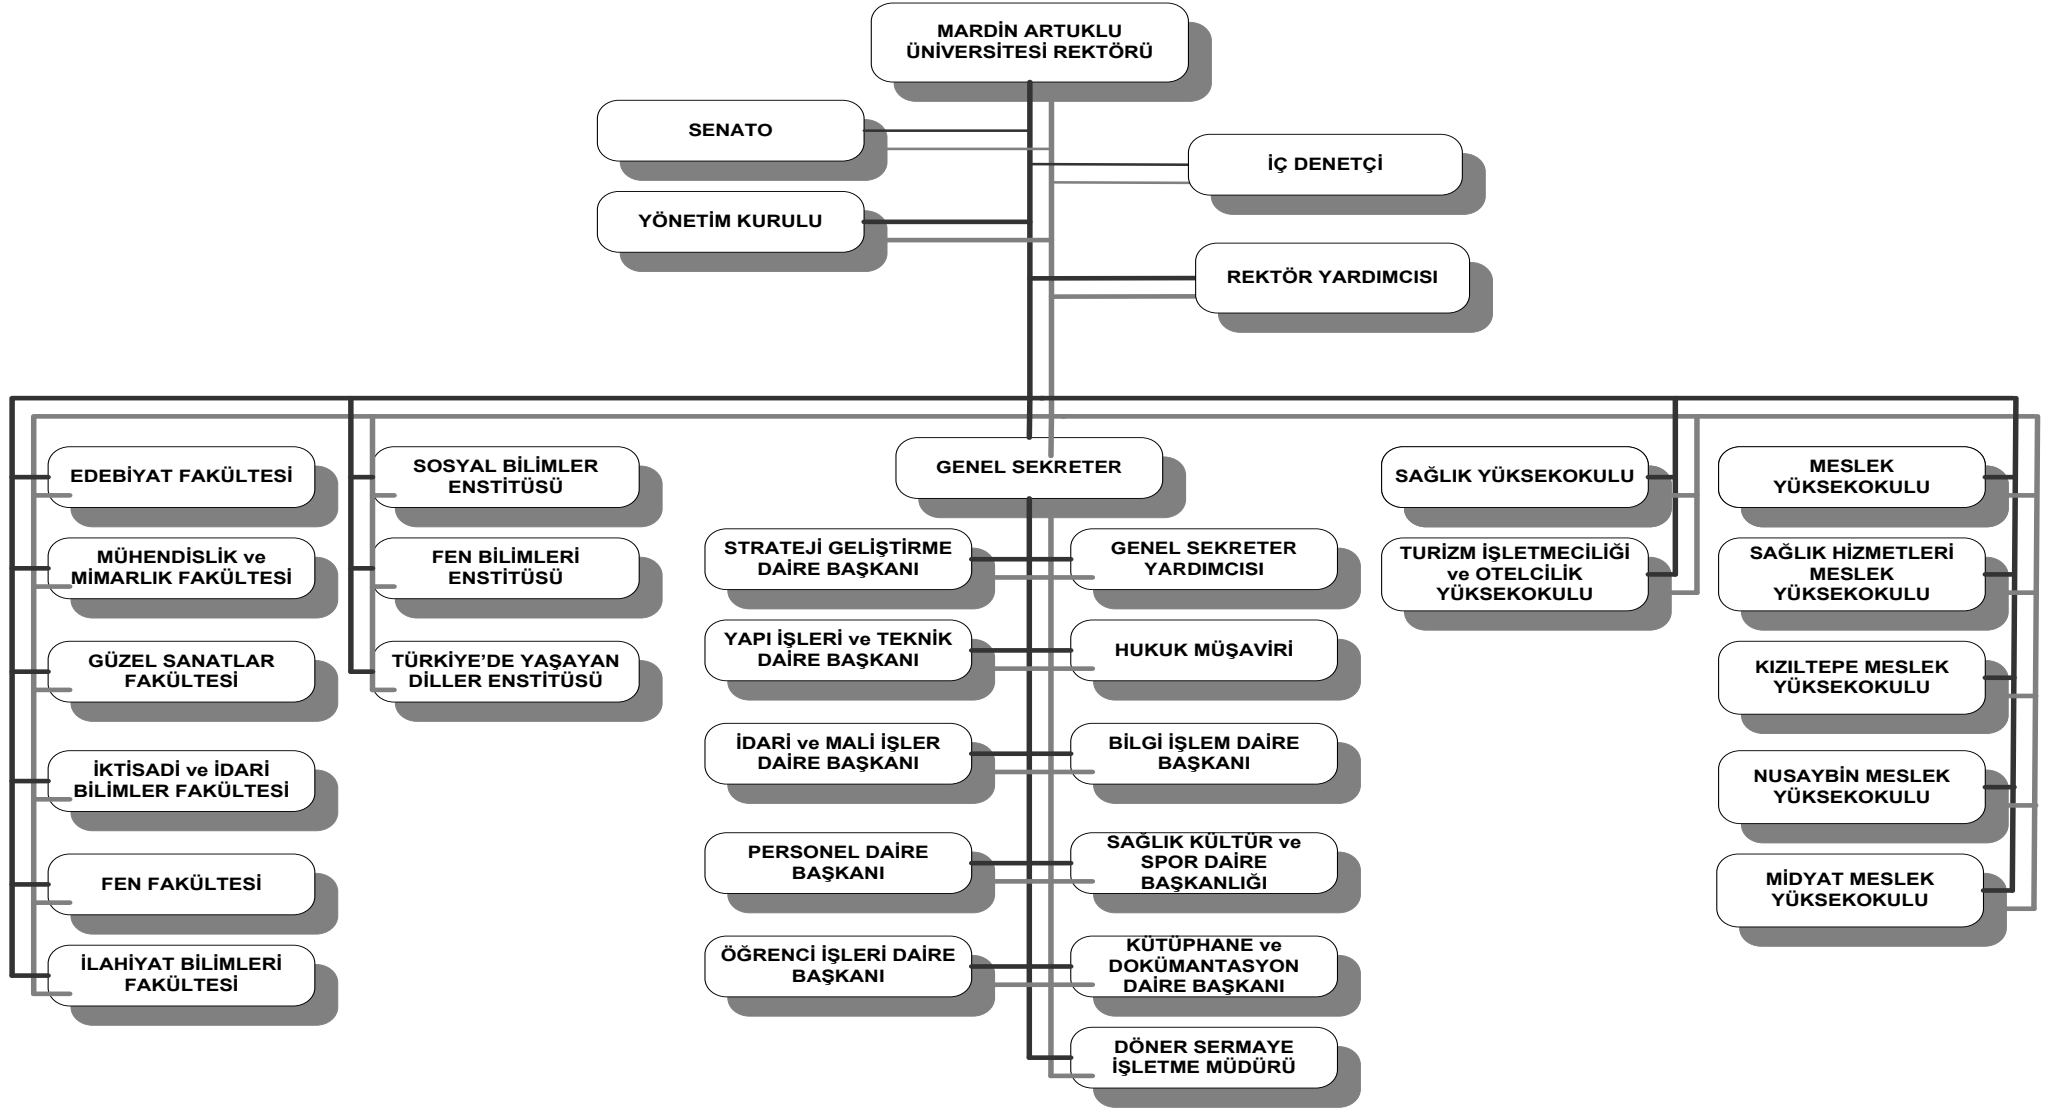 MARDİN ARTUKLU
ÜNİVERSİTESİ REKTÖRÜ
SENATO
İÇ DENETÇİ
YÖNETİM KURULU
REKTÖR YARDIMCISI
EDEBİYAT FAKÜLTESİ
MÜHENDİSLİK ve
MİMARLIK FAKÜLTESİ
GÜZEL SANATLAR
FAKÜLTESİ
İKTİSADİ ve İDARİ
BİLİMLER FAKÜLTESİ
FEN FAKÜLTESİ
İLAHİYAT BİLİMLERİ
FAKÜLTESİ
SOSYAL BİLİMLER
ENSTİTÜSÜ
FEN BİLİMLERİ
ENSTİTÜSÜ
TÜRKİYE’DE YAŞAYAN
DİLLER ENSTİTÜSÜ
GENEL SEKRETER
STRATEJİ GELİŞTİRME
DAİRE BAŞKANI
GENEL SEKRETER
YARDIMCISI
YAPI İŞLERİ ve TEKNİK
DAİRE BAŞKANI
HUKUK MÜŞAVİRİ
İDARİ ve MALİ İŞLER
DAİRE BAŞKANI
BİLGİ İŞLEM DAİRE
BAŞKANI
PERSONEL DAİRE
BAŞKANI
SAĞLIK KÜLTÜR ve
SPOR DAİRE
BAŞKANLIĞI
ÖĞRENCİ İŞLERİ DAİRE
BAŞKANI
KÜTÜPHANE ve
DOKÜMANTASYON
DAİRE BAŞKANI
DÖNER SERMAYE
İŞLETME MÜDÜRÜ
SAĞLIK YÜKSEKOKULU
TURİZM İŞLETMECİLİĞİ
ve OTELCİLİK
YÜKSEKOKULU
MESLEK
YÜKSEKOKULU
SAĞLIK HİZMETLERİ
MESLEK
YÜKSEKOKULU
KIZILTEPE MESLEK
YÜKSEKOKULU
NUSAYBİN MESLEK
YÜKSEKOKULU
MİDYAT MESLEK
YÜKSEKOKULU